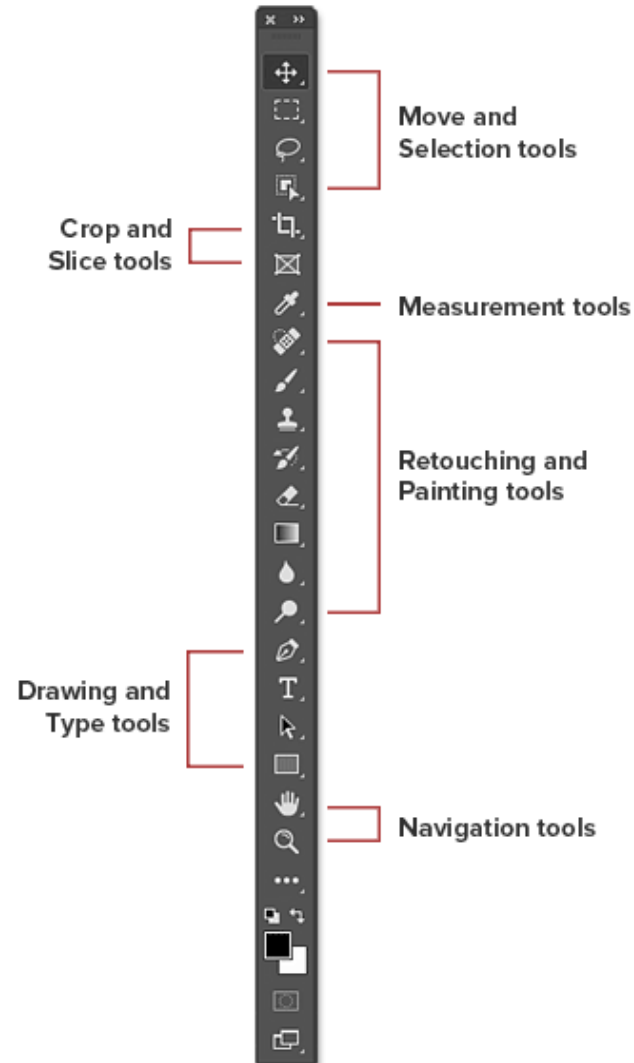 Move and
Selection tools
Crop and
Slice tools
Measurement tools
Retouching and
Painting tools
Drawing and
Type tools
Navigation tools